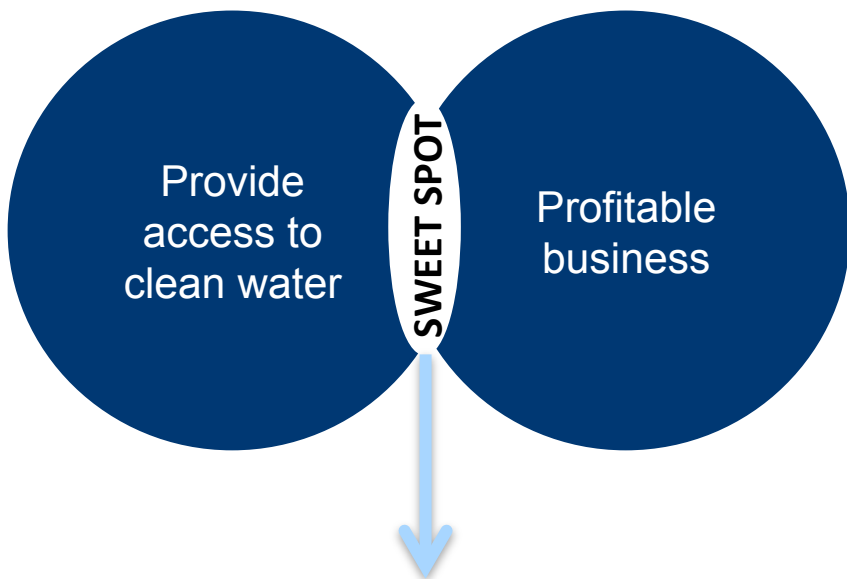 Provide
access to
clean water
SWEET SPOT
Profitable
business